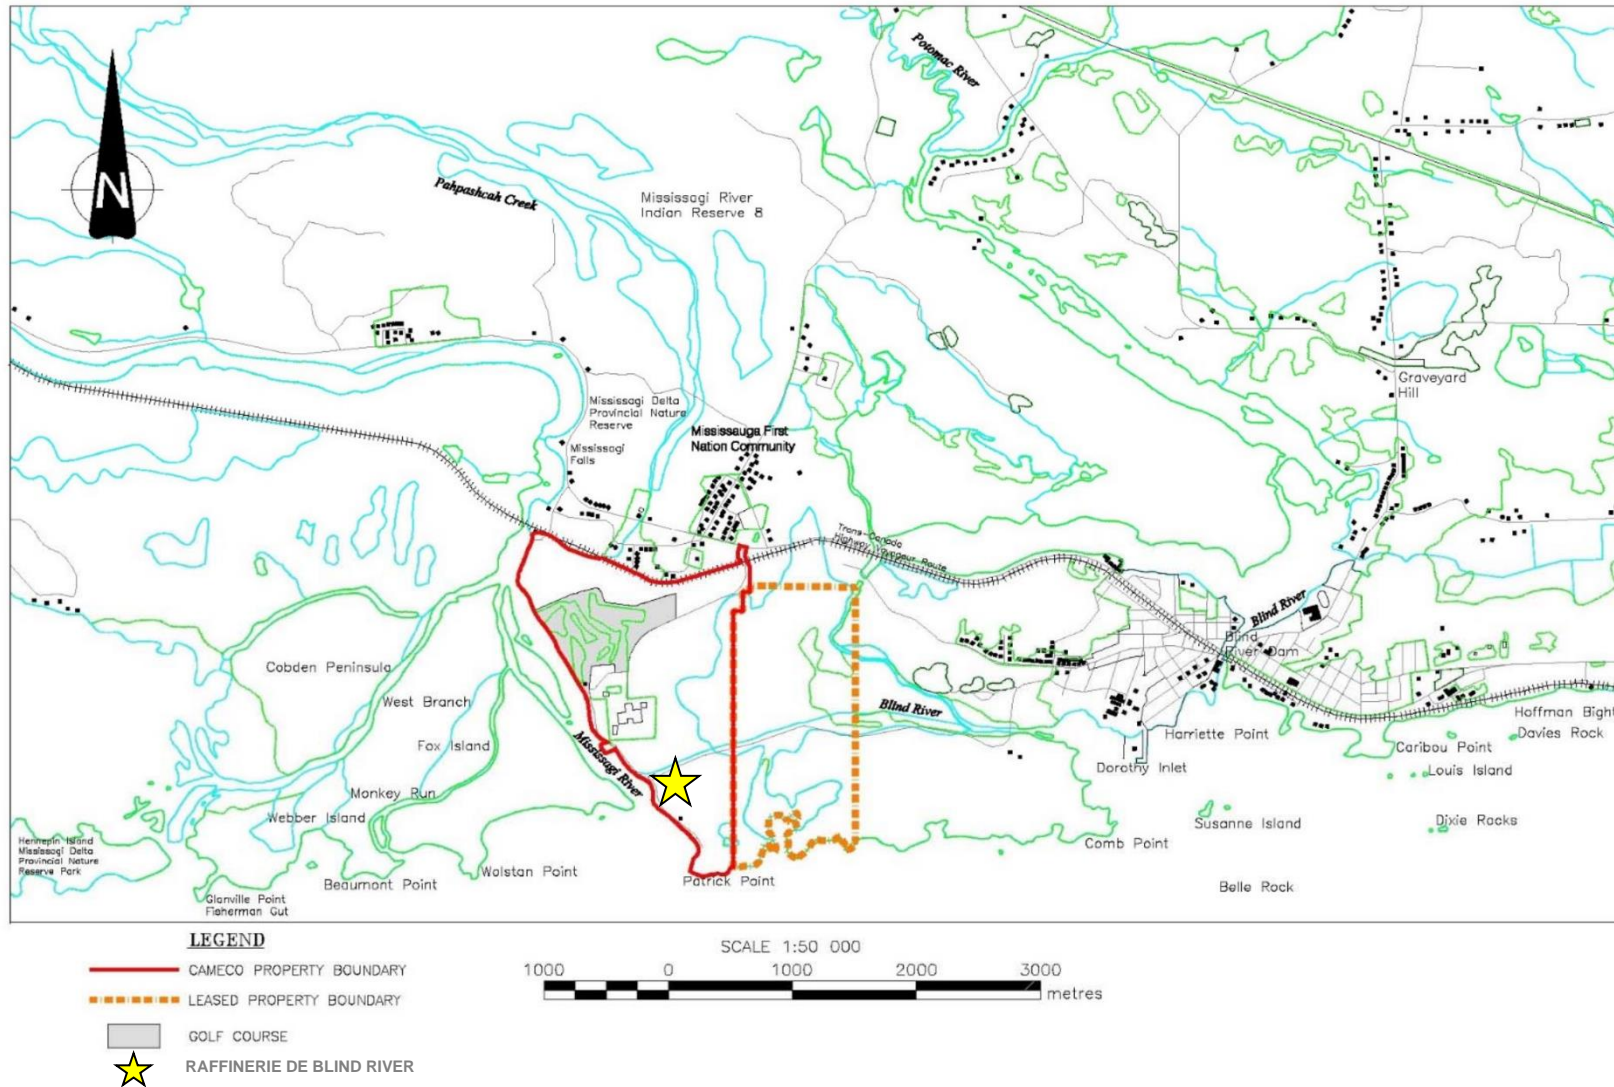 Potomac River
N
Pahpashcah Creek
Mississagi River
Indian Reserve 8
Graveyard
Hill
Mississagi Delta
Provincial Nature
Reserve
Mississagi
Falls
Mississauga First
Nation Community
Trans-Canada
Highway Voyageur Route
Blind River
Blind
River Dam
Cobden Peninsula
West Branch
Fox Island
Mississagi River
Blind River
Harriette Point
Hoffman Bight
Davies Rock
Caribou Point
Louis Island
Dorothy Inlet
Monkey Run
Webber Island
Susanne Island
Dixie Rocks
Hennepin Island
Mississagi Delta
Provincial Nature
Reserve Park
Comb Point
Wolstan Point
Beaumont Point
Patrick Point
Belle Rock
Glanville Point
Fisherman Gut
LEGEND
CAMECO PROPERTY BOUNDARY
LEASED PROPERTY BOUNDARY
GOLF COURSE
RAFFINERIE DE BLIND RIVER
SCALE 1:50 000
1000 0 1000 2000 3000
metres